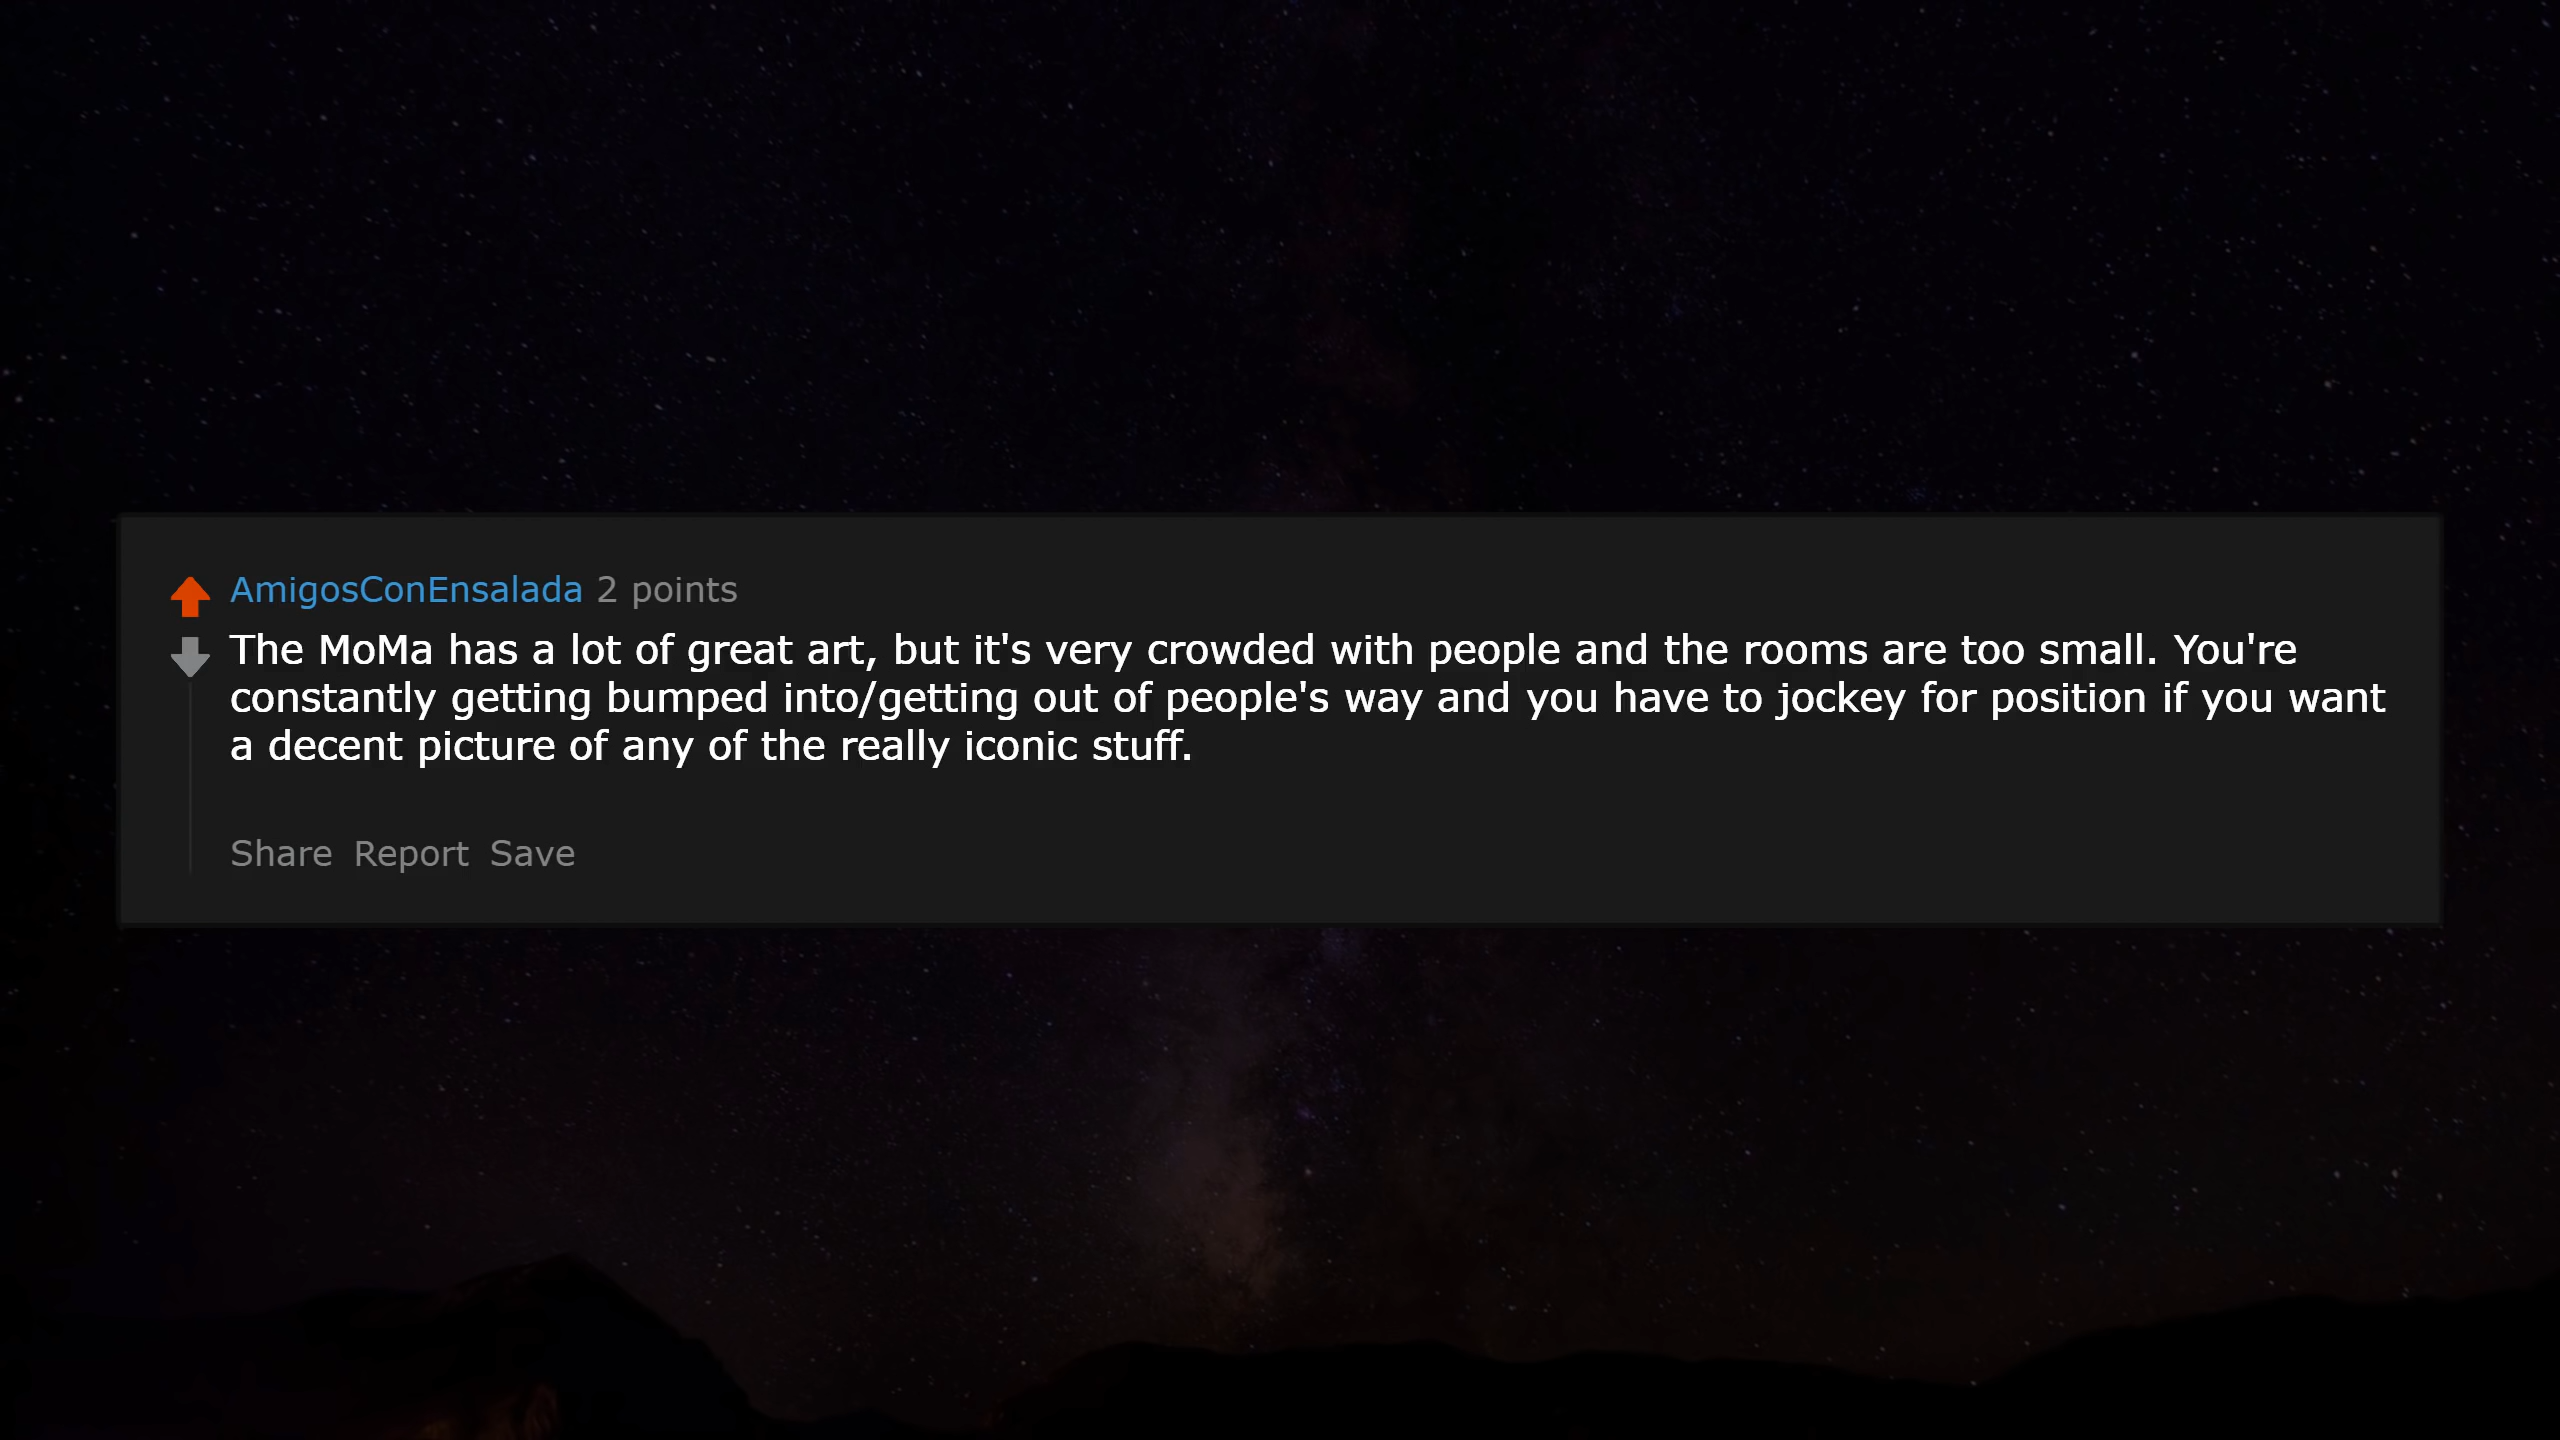 AmigosConEnsalada 2 points
The MoMa has a lot of great art, but it's very crowded with people and the rooms are too small. You're
constantly getting bumped into/getting out of people's way and you have to jockey for position if you want
a decent picture of any of the really iconic stuff.
Share Report Save